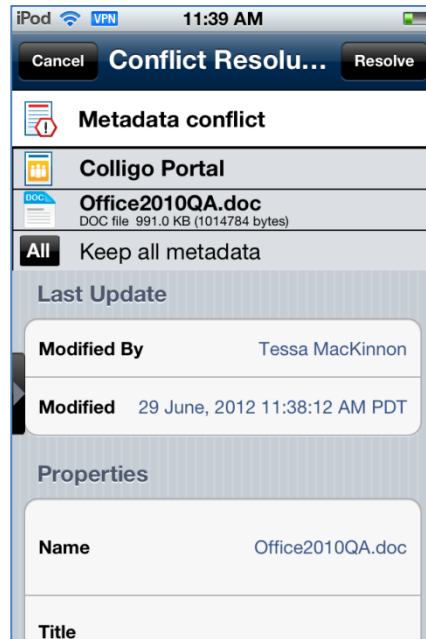 iPod VPN 11:39 AM
Cancel Conflict Resolu... Resolve
Metadata conflict
Colligo Portal
DOC Office2010QA.doc
DOC file 991.0 KB (1014784 bytes)
All Keep all metadata
Last Update
Modified By Tessa MacKinnon
Modified 29 June, 2012 11:38:12 AM PDT
Properties
Name Office2010QA.doc
Title